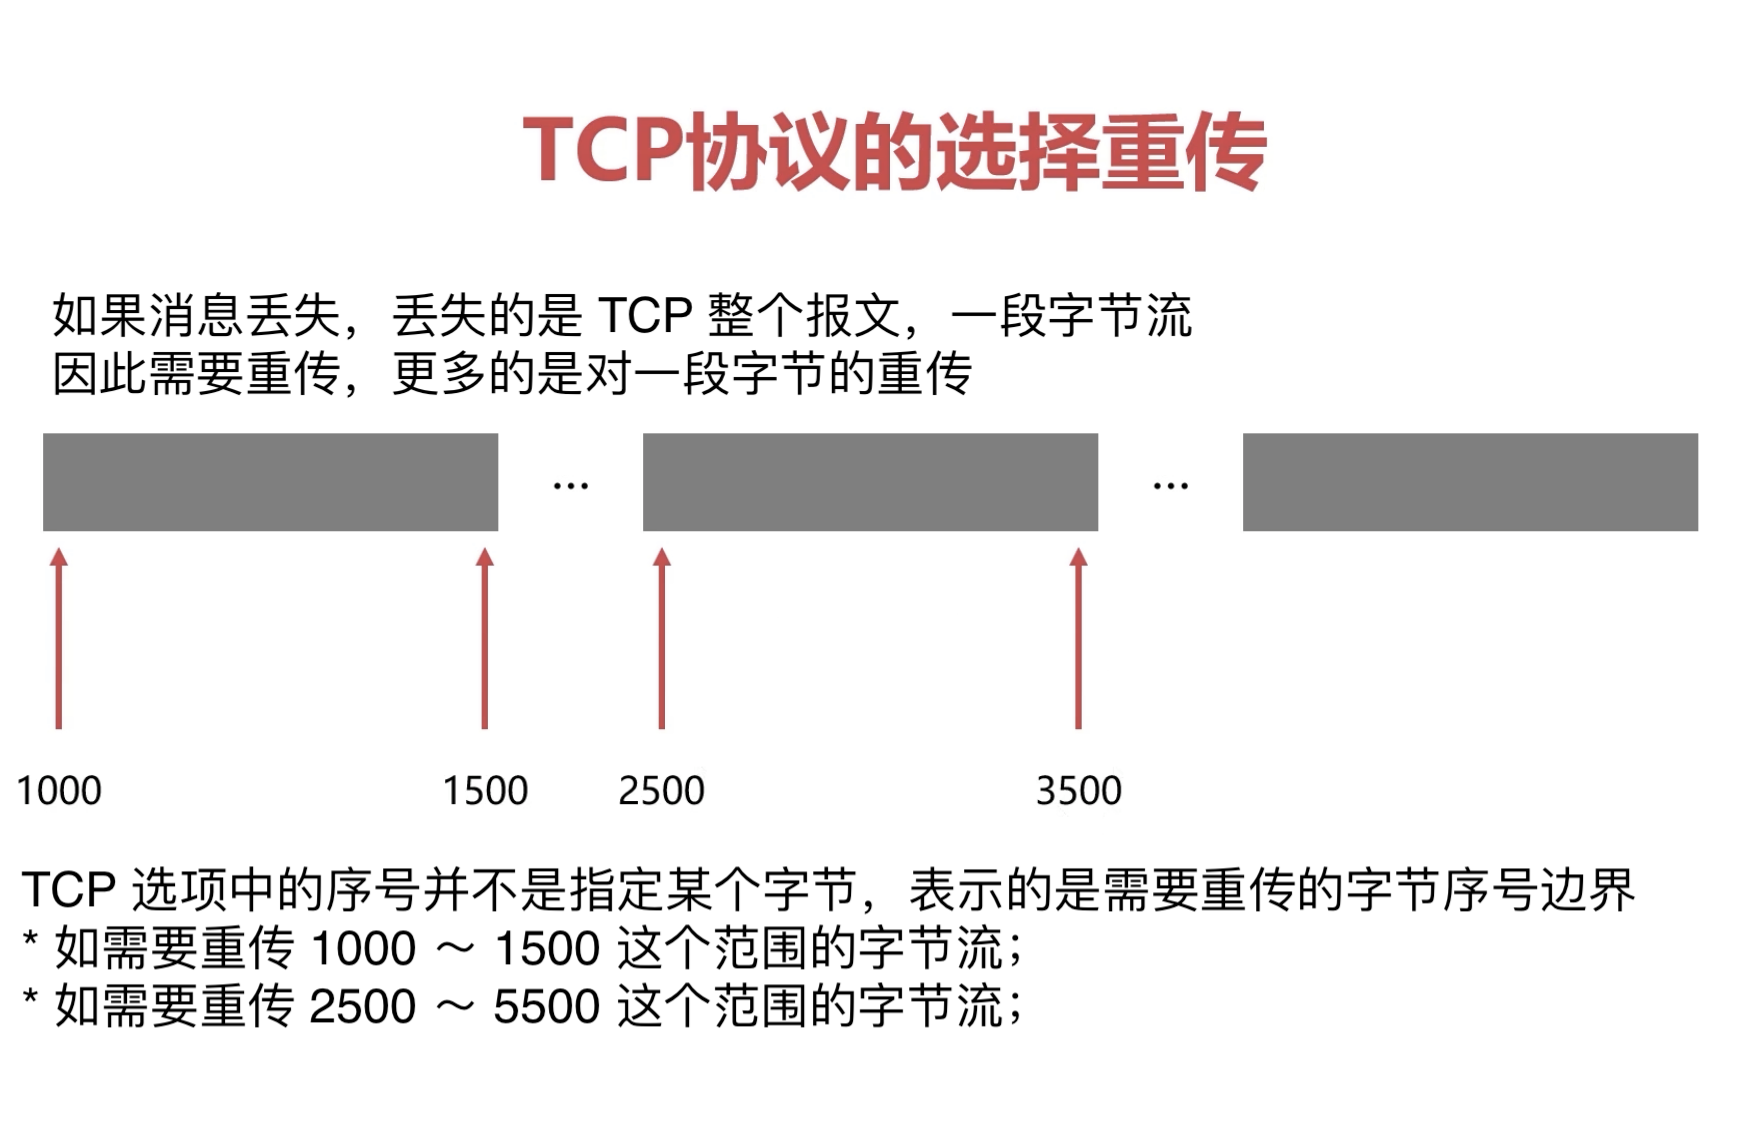 TCP协议的选择重传
如果消息丢失，丢失的是 TCP 整个报文，一段字节流
因此需要重传，更多的是对一段字节的重传
... ...
1000 1500 2500 3500
TCP 选项中的序号并不是指定某个字节，表示的是需要重传的字节序号边界
* 如需要重传 1000 ～ 1500 这个范围的字节流；
* 如需要重传 2500 ～ 5500 这个范围的字节流；